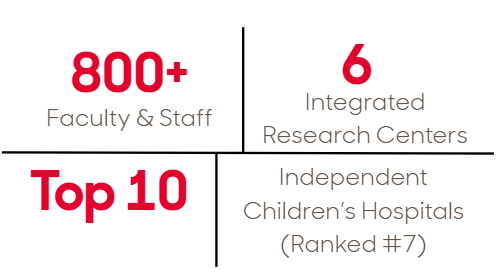 800+
Faculty & Staff
6
Integrated
Research Centers
Top 10
Independent
Children's Hospitals
(Ranked #7)